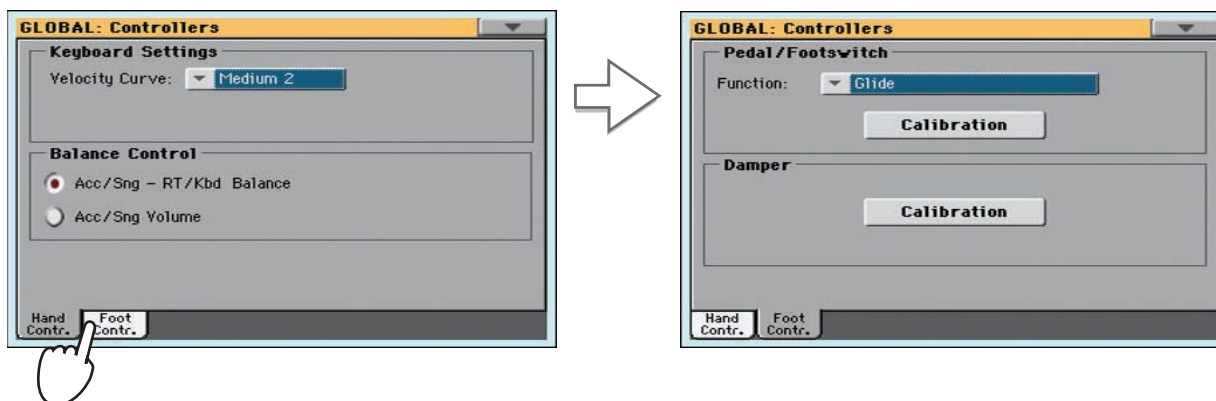 GLOBAL: Controllers
Keyboard Settings
Velocity Curve: Medium 2
Balance Control
Acc/Sng - RT/Kbd Balance
Acc/Sng Volume
Hand Contr.
Foot Contr.
GLOBAL: Controllers
Pedal/Footswitch
Function: Glide
Calibration
Damper
Calibration
Hand Contr.
Foot Contr.